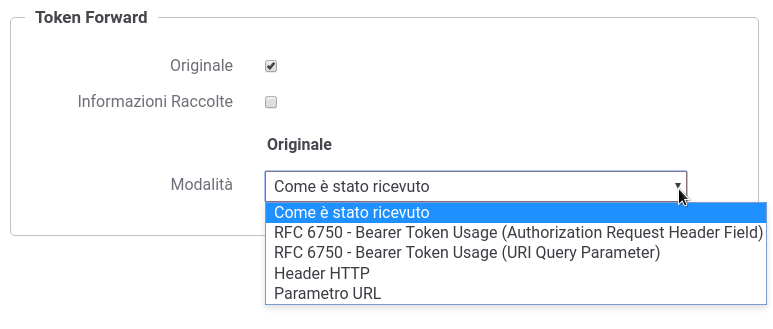 Token Forward
Originale
Informazioni Raccolte
Originale
Modalità Come è stato ricevuto
Come è stato ricevuto
RFC 6750 - Bearer Token Usage (Authorization Request Header Field)
RFC 6750 - Bearer Token Usage (URI Query Parameter)
Header HTTP
Parametro URL